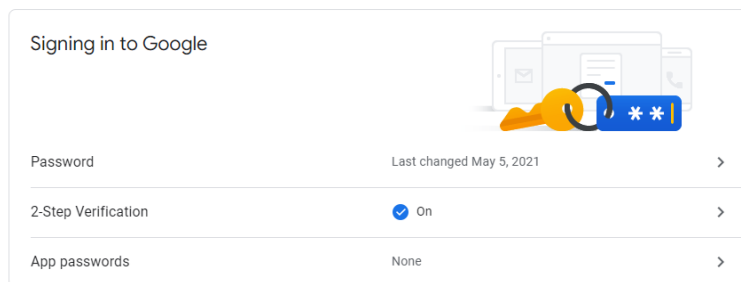 Signing in to Google
**
Password Last changed May 5, 2021
2-Step Verification On
App passwords None